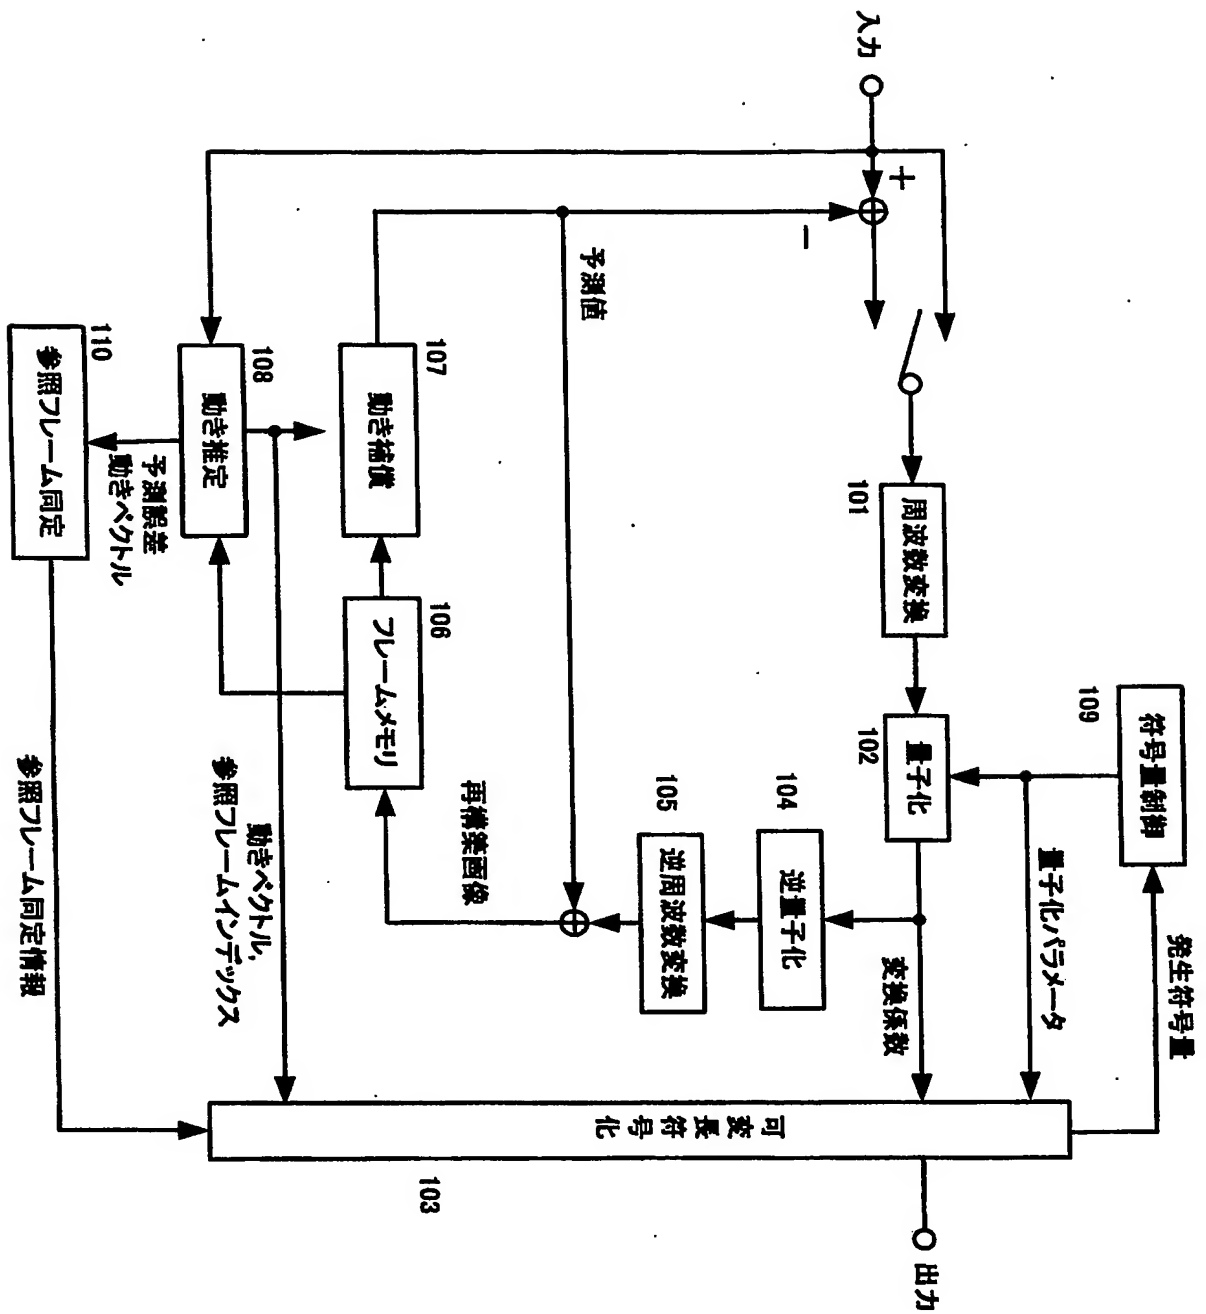 入力
+
−
101
周波数変換
109
符号量制御
発生符号量
102
量子化
量子化パラメータ
104
逆量子化
変換係数
105
逆周波数変換
予測値
再構築画像
107
動き補償
106
フレームメモリ
108
動き推定
動きベクトル,
参照フレームインデックス
予測誤差
動きベクトル
110
参照フレーム同定
参照フレーム同定情報
可変長符号化
103
出力